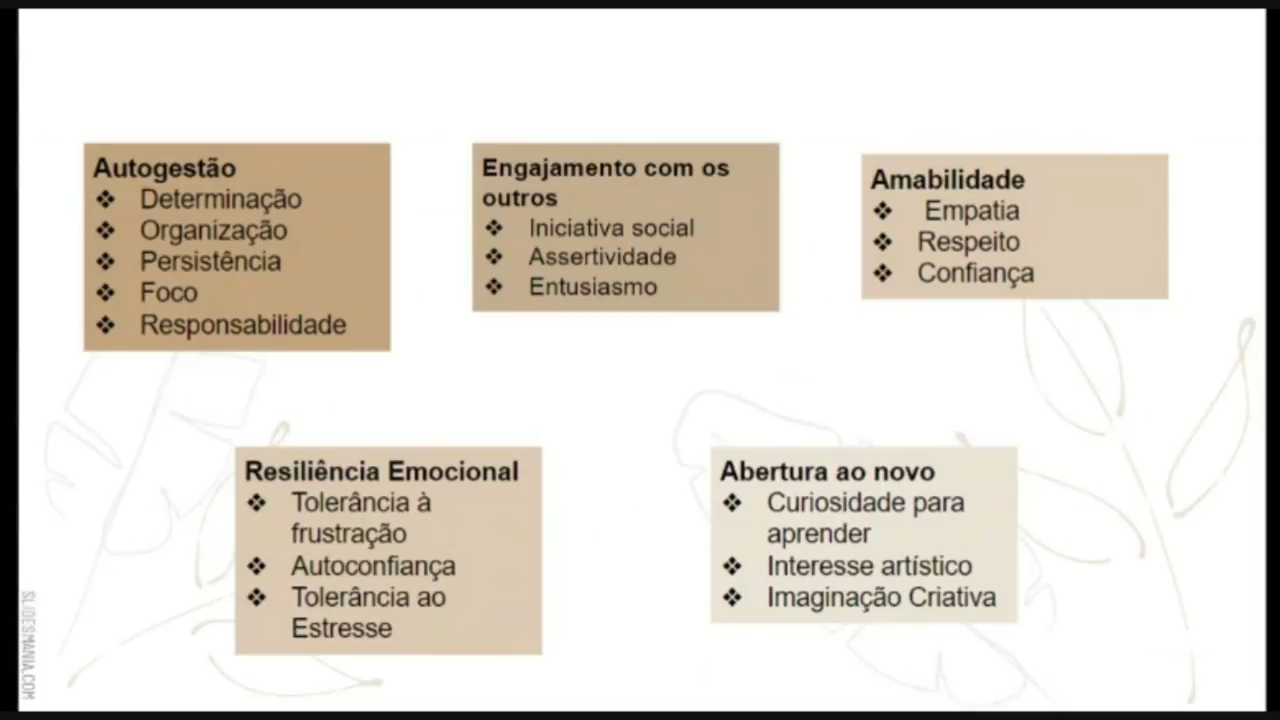 Autogestão
❖ Determinação
❖ Organização
❖ Persistência
❖ Foco
❖ Responsabilidade
Engajamento com os
outros
❖ Iniciativa social
❖ Assertividade
❖ Entusiasmo
Amabilidade
❖ Empatia
❖ Respeito
❖ Confiança
Resiliência Emocional
❖ Tolerância à
frustração
❖ Autoconfiança
❖ Tolerância ao
Estresse
Abertura ao novo
❖ Curiosidade para
aprender
❖ Interesse artístico
❖ Imaginação Criativa
SLIDESMANIA.COM